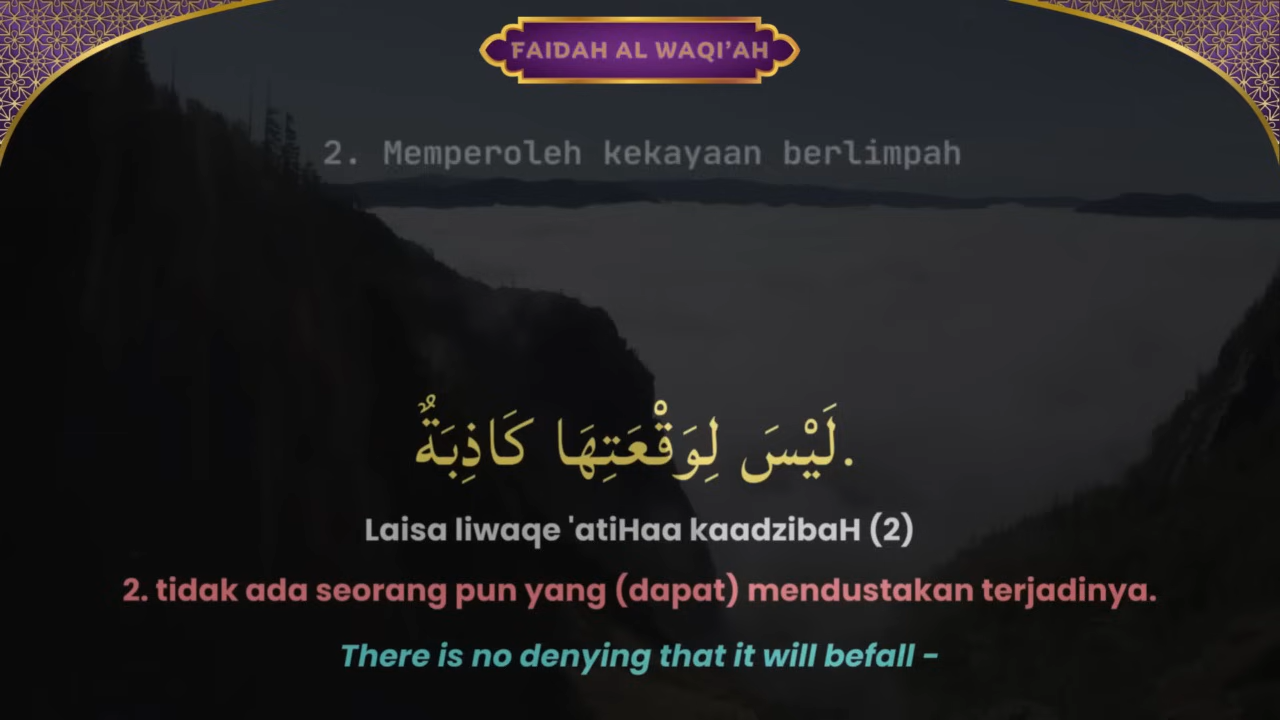 FAIDAH AL WAQI’AH
2. Memperoleh kekayaan berlimpah
لَيْسَ لِوَقْعَتِهَا كَاذِبَةٌ.
Laisa liwaqe 'atiHaa kaadzibaH (2)
2. tidak ada seorang pun yang (dapat) mendustakan terjadinya.
There is no denying that it will befall -